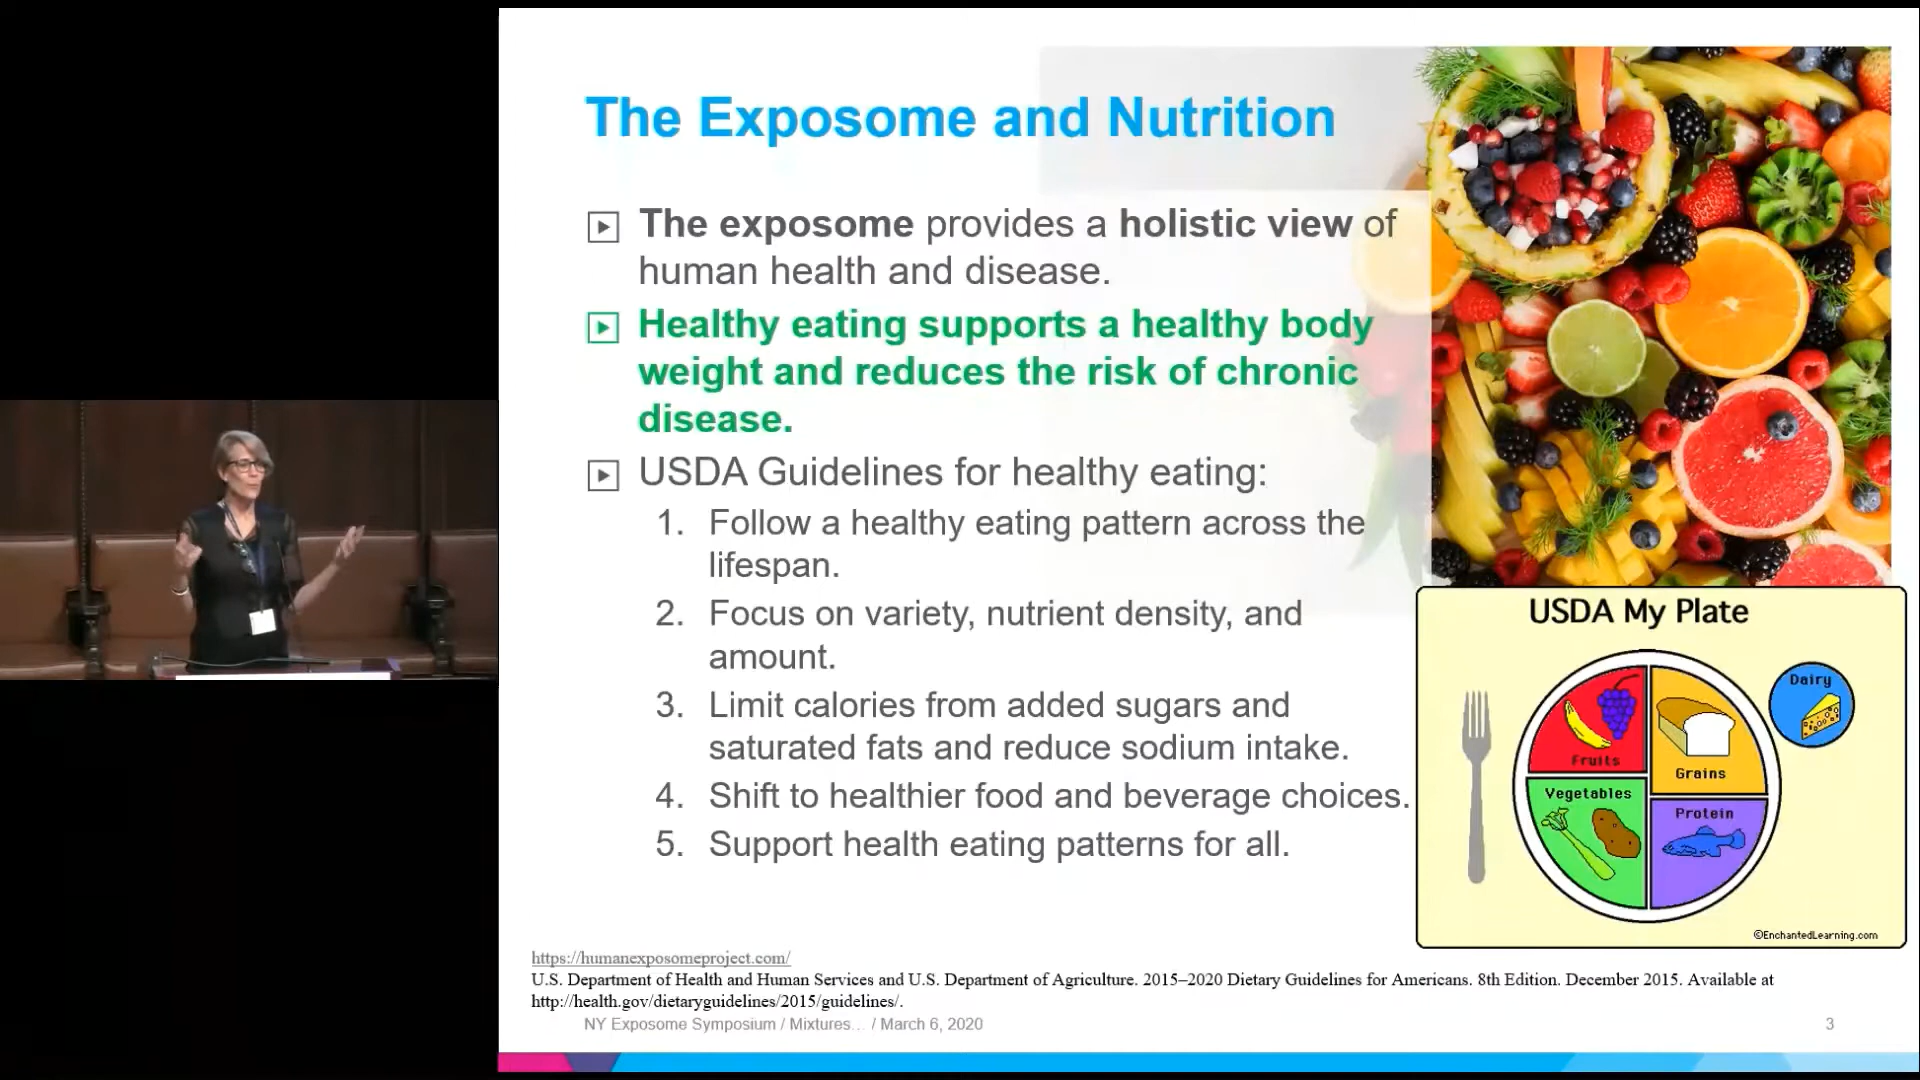 The Exposome and Nutrition
The exposome provides a holistic view of
human health and disease.
Healthy eating supports a healthy body
weight and reduces the risk of chronic
disease.
USDA Guidelines for healthy eating:
1. Follow a healthy eating pattern across the
lifespan.
2. Focus on variety, nutrient density, and
amount.
3. Limit calories from added sugars and
saturated fats and reduce sodium intake.
4. Shift to healthier food and beverage choices.
5. Support health eating patterns for all.
USDA My Plate
Dairy
Fruits
Grains
Vegetables
Protein
©EnchantedLearning.com
https://humanexposomeproject.com/
U.S. Department of Health and Human Services and U.S. Department of Agriculture. 2015–2020 Dietary Guidelines for Americans. 8th Edition. December 2015. Available at
http://health.gov/dietaryguidelines/2015/guidelines/.
NY Exposome Symposium / Mixtures… / March 6, 2020
3